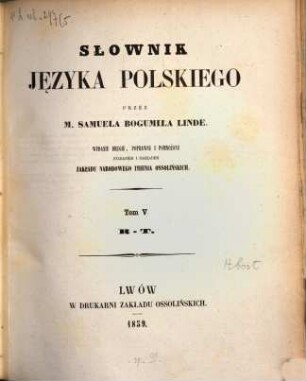 SŁOWNIK
JĘZYKA POLSKIEGO
PRZEZ
M. SAMUELA BOGUMIŁA LINDE.
WYDANIE DRUGIE, POPRAWNE I POMNOŻONE
STARANIEM I NAKŁADEM
ZAKŁADU NARODOWEGO IMIENIA OSSOLIŃSKICH.
Tom V
R - T.
LWÓW
W DRUKARNI ZAKŁADU OSSOLIŃSKICH.
1859.